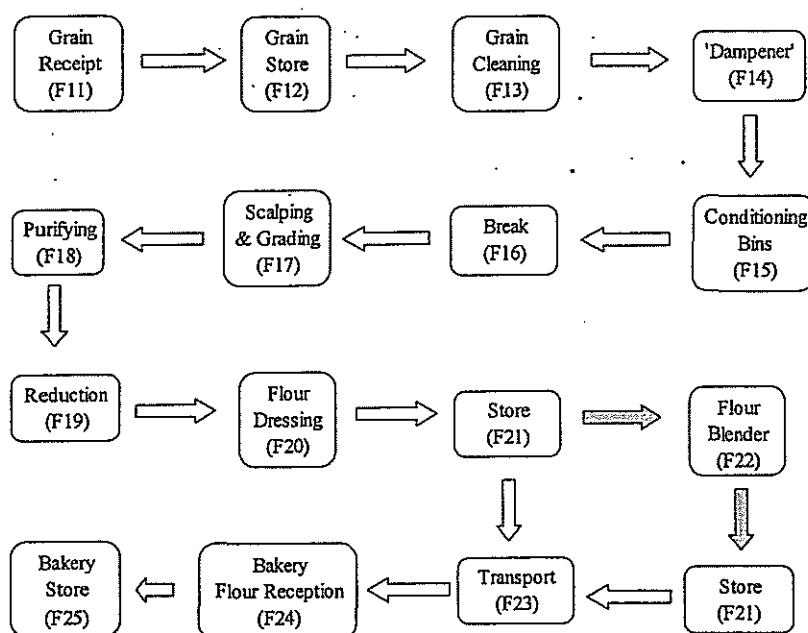 Grain
Receipt
(F11)
Grain
Store
(F12)
Grain
Cleaning
(F13)
'Dampener'
(F14)
Purifying
(F18)
Scalping
& Grading
(F17)
Break
(F16)
Conditioning
Bins
(F15)
Reduction
(F19)
Flour
Dressing
(F20)
Store
(F21)
Flour
Blender
(F22)
Bakery
Store
(F25)
Bakery
Flour Reception
(F24)
Transport
(F23)
Store
(F21)